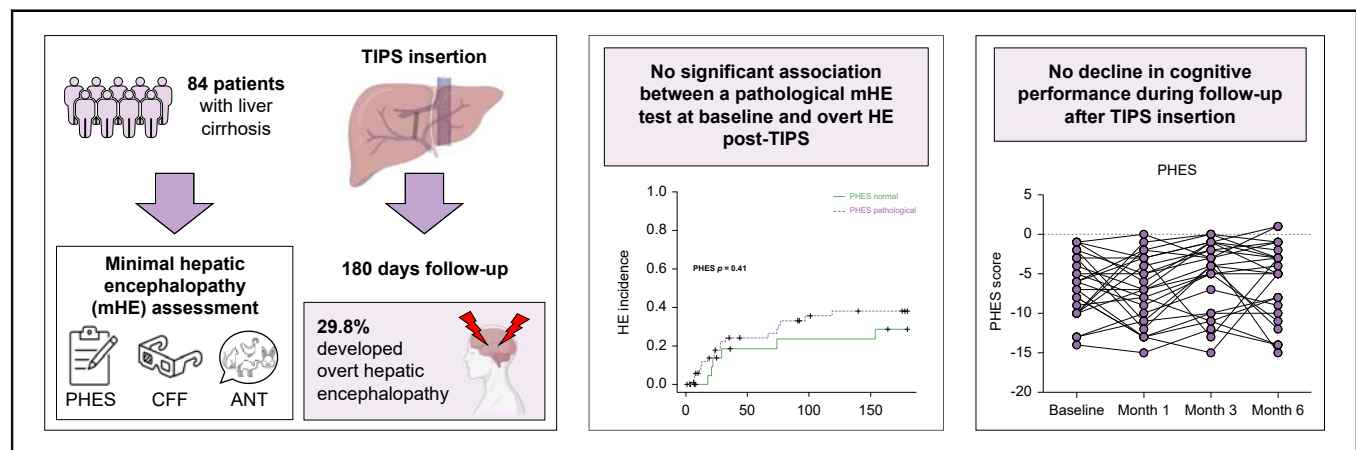 84 patients
with liver
cirrhosis
TIPS insertion
Minimal hepatic
encephalopathy
(mHE) assessment
PHES
CFF
ANT
180 days follow-up
29.8%
developed
overt hepatic
encephalopathy
No significant association
between a pathological mHE
test at baseline and overt HE
post-TIPS
1.0
0.8
0.6
0.4
0.2
0.0
HE incidence
PHES normal
PHES pathological
PHES p = 0.41
0 50 100 150
No decline in cognitive
performance during follow-up
after TIPS insertion
PHES
5
0
-5
-10
-15
-20
PHES score
Baseline Month 1 Month 3 Month 6